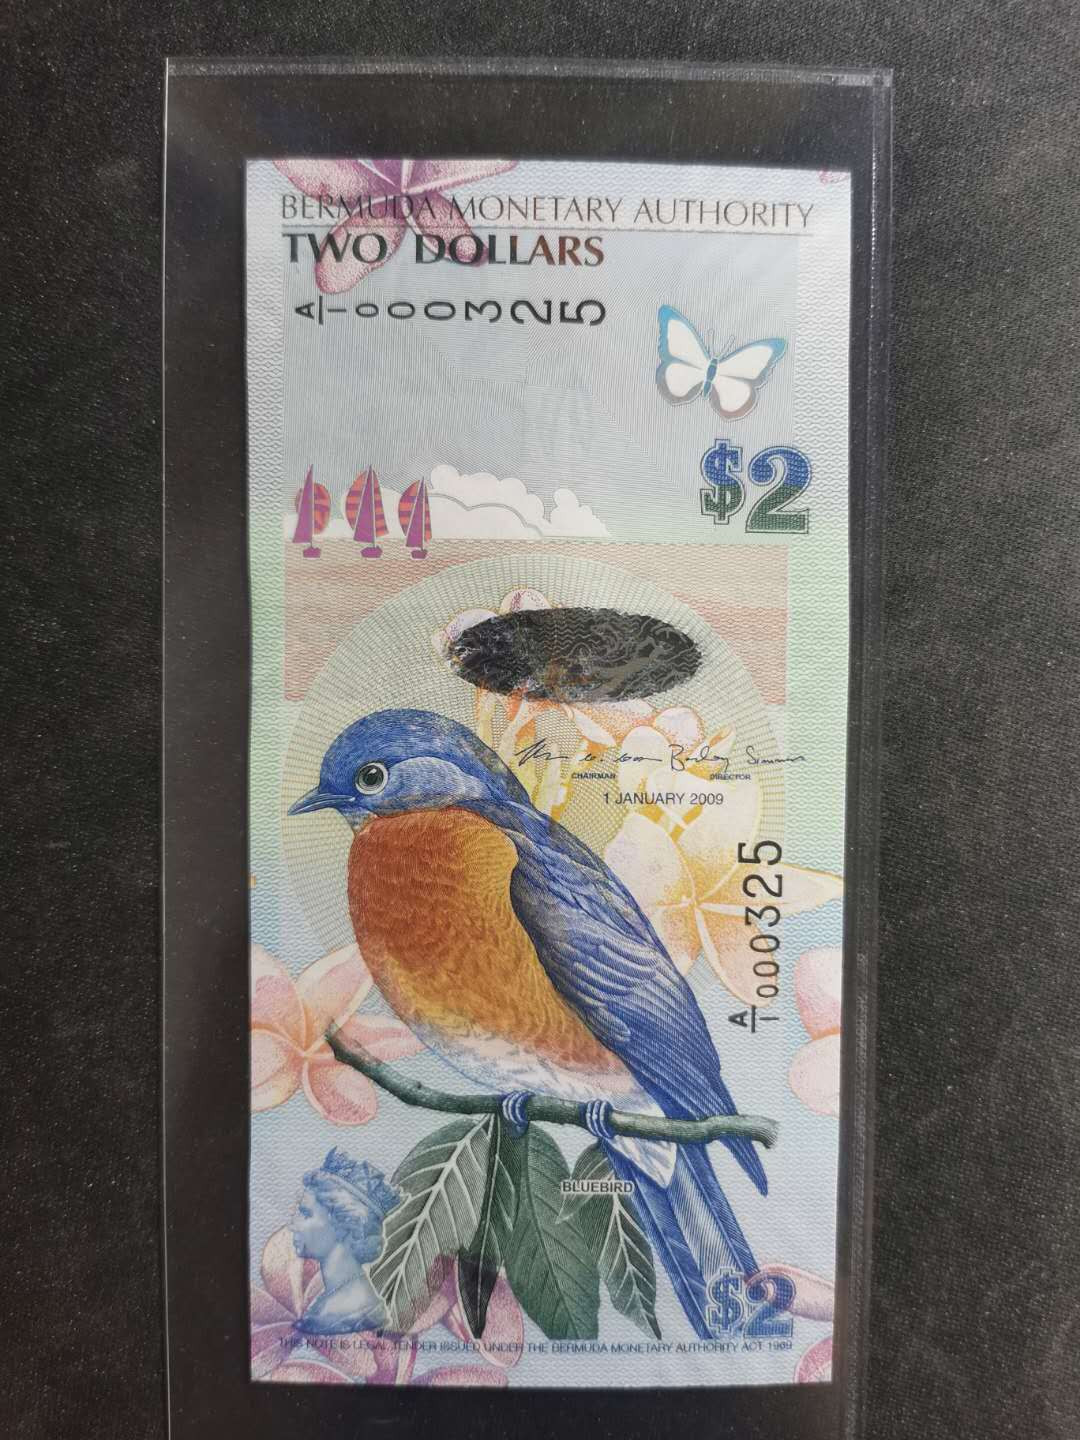 BERMUDA MONETARY AUTHORITY
TWO DOLLARS
A/1 000325
$2
CHAIRMAN DIRECTOR
1 JANUARY 2009
A/1 000325
BLUEBIRD
$2
THIS NOTE IS LEGAL TENDER ISSUED UNDER THE BERMUDA MONETARY AUTHORITY ACT 1969